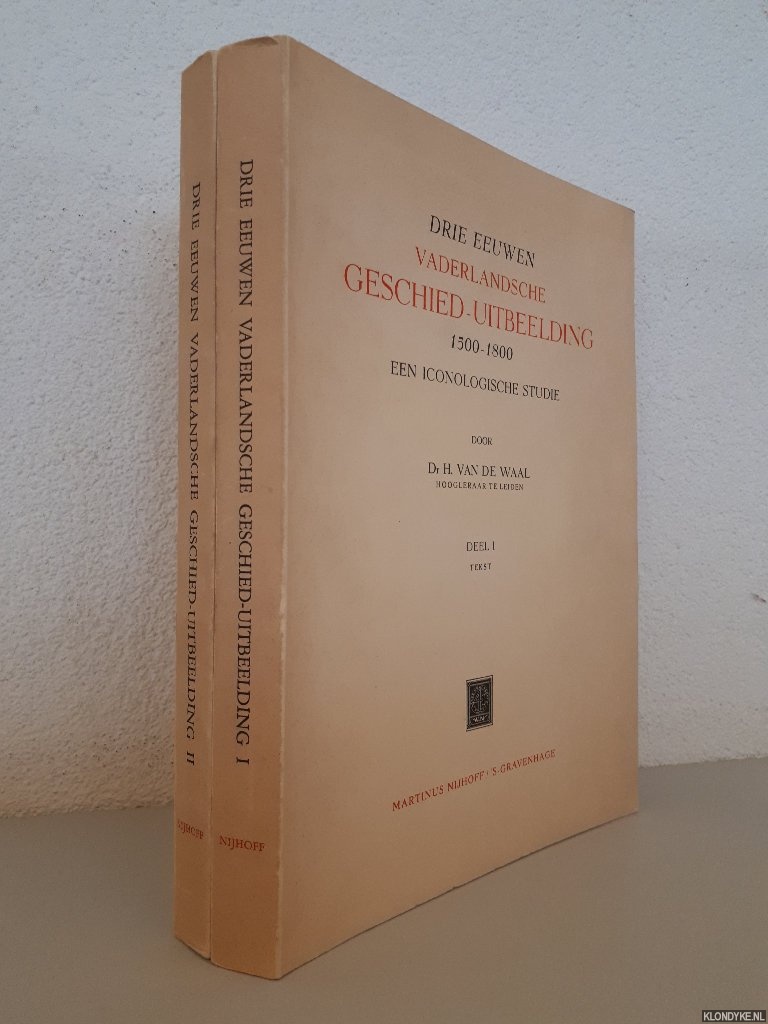 DRIE EEUWEN VADERLANDSCHE GESCHIED-UITBEELDING II
NIJHOFF
DRIE EEUWEN VADERLANDSCHE GESCHIED-UITBEELDING I
NIJHOFF
DRIE EEUWEN
VADERLANDSCHE
GESCHIED-UITBEELDING
1500-1800
EEN ICONOLOGISCHE STUDIE
DOOR
Dr H. VAN DE WAAL
HOOGLERAAR TE LEIDEN
DEEL I
TEKST
MARTINUS NIJHOFF / 'S-GRAVENHAGE
KLONDYKE.NL